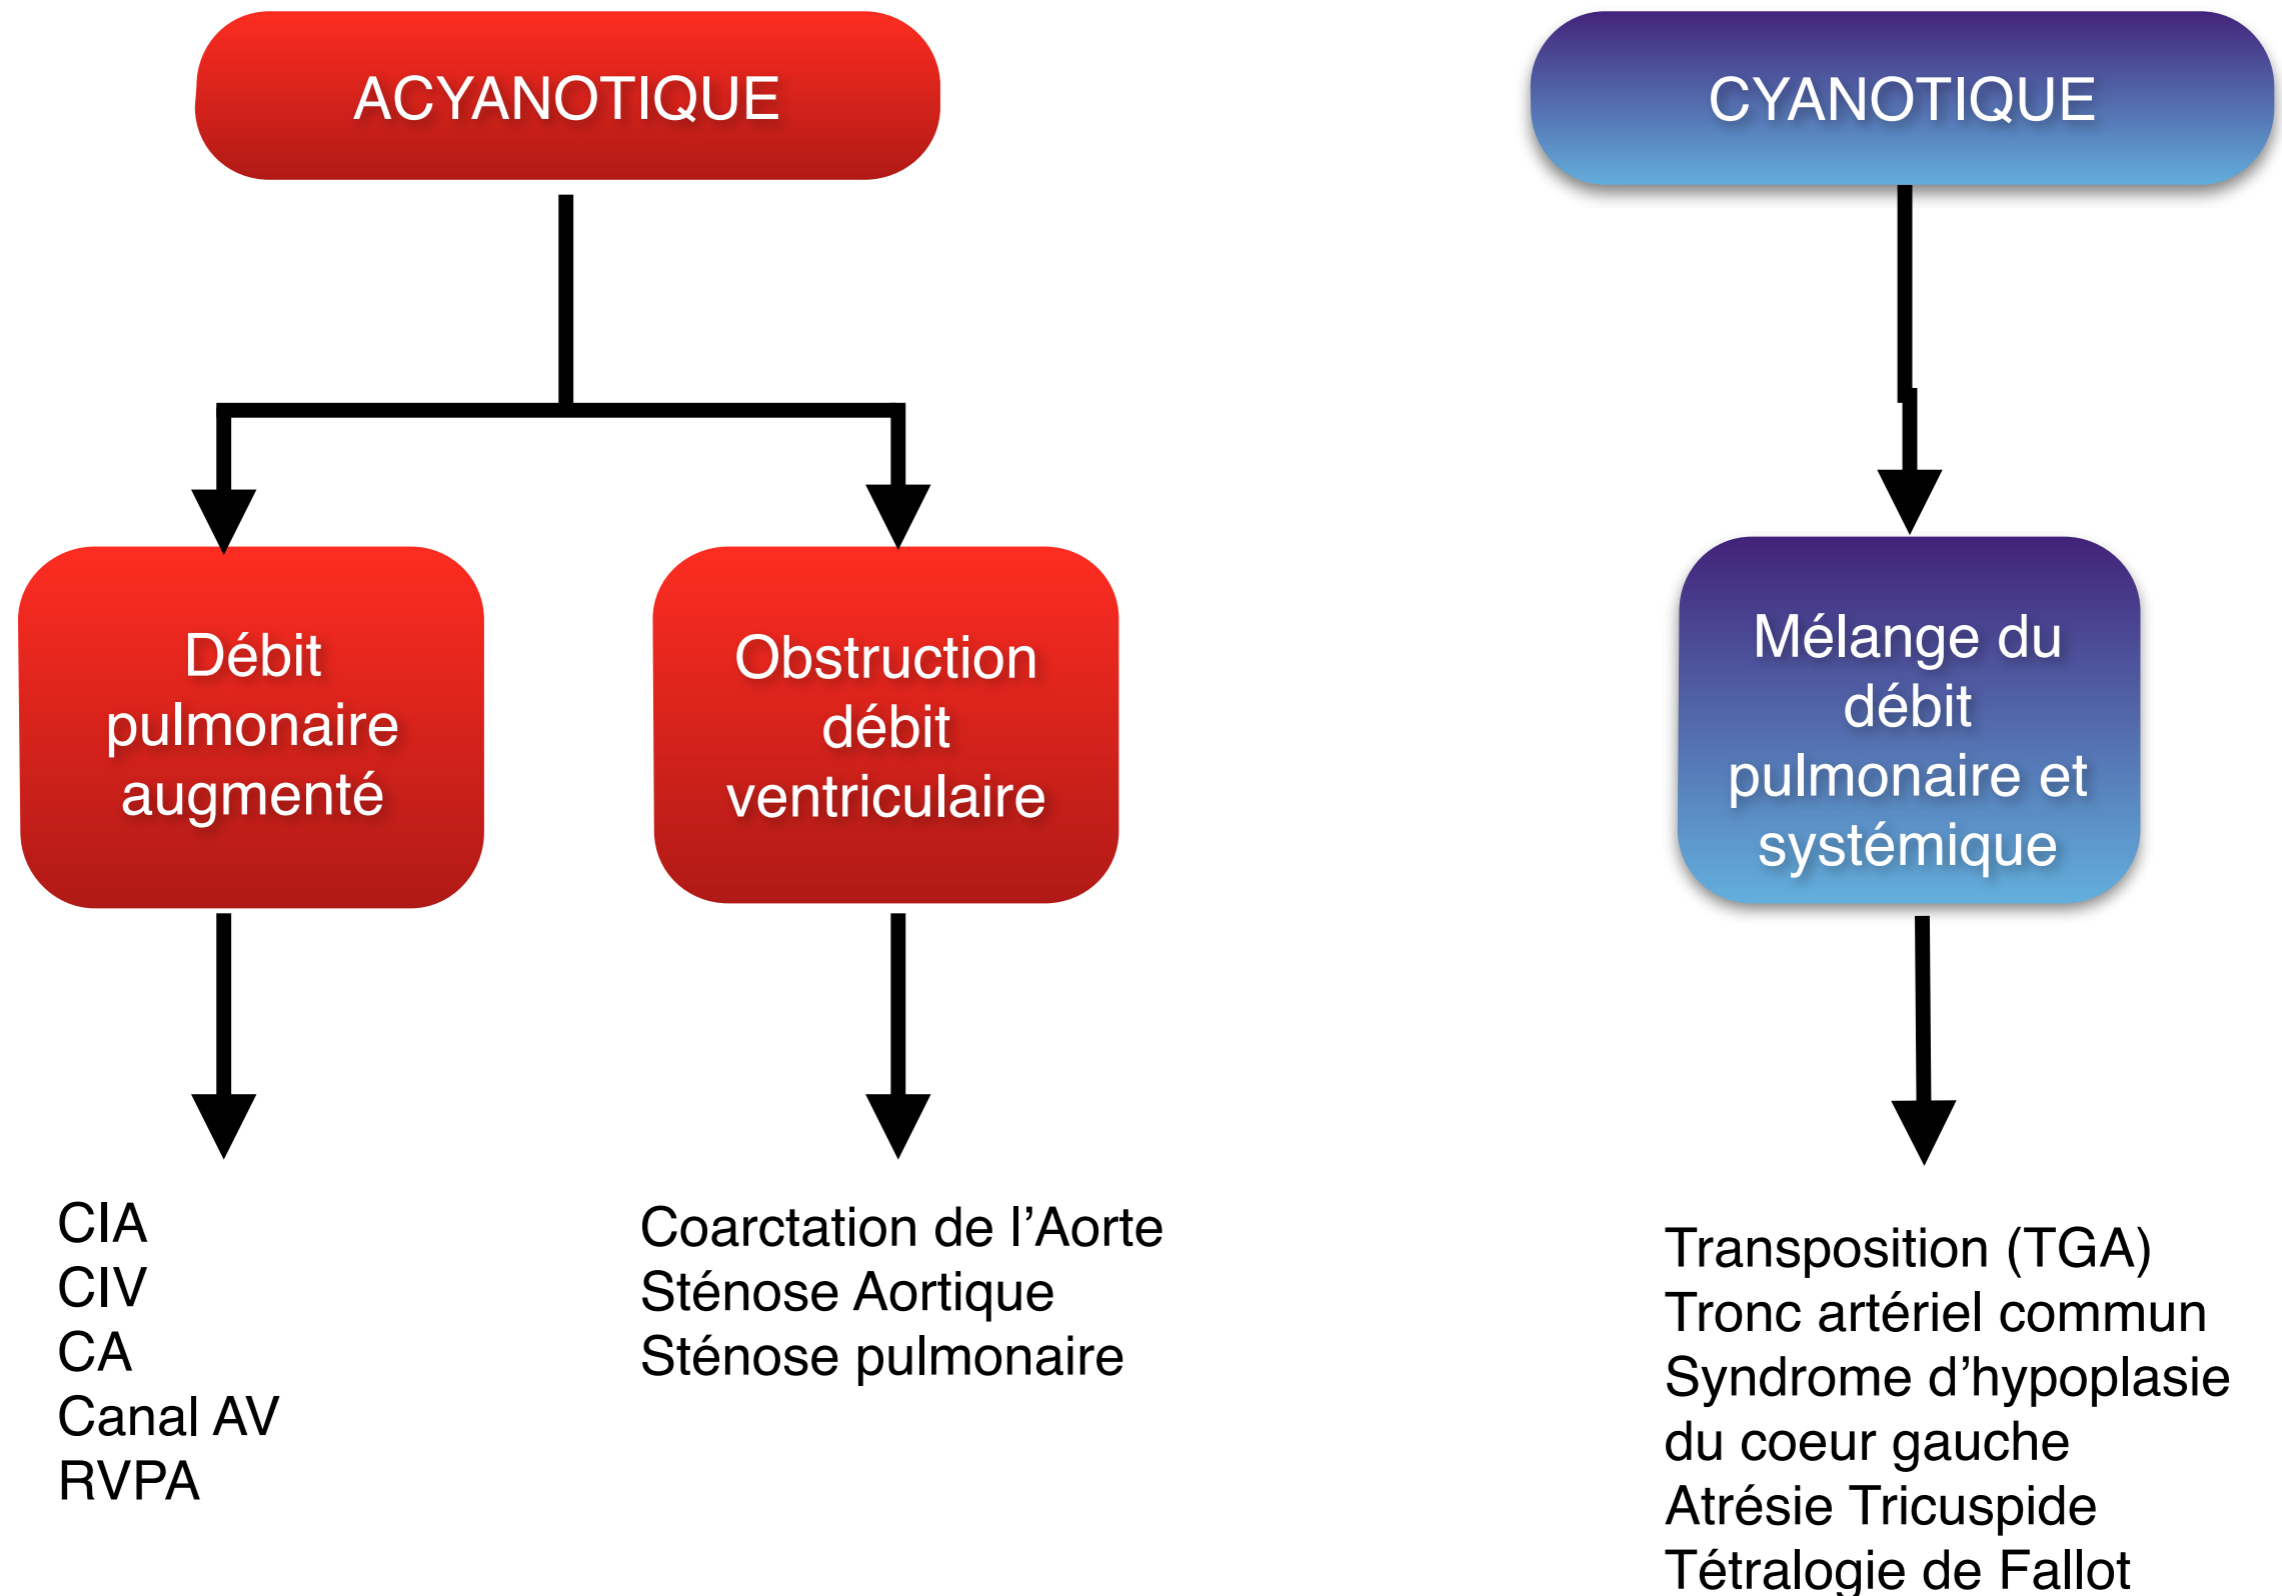 ACYANOTIQUE
CYANOTIQUE
Débit
pulmonaire
augmenté
Obstruction
débit
ventriculaire
Mélange du
débit
pulmonaire et
systémique
CIA
CIV
CA
Canal AV
RVPA
Coarctation de l’Aorte
Sténose Aortique
Sténose pulmonaire
Transposition (TGA)
Tronc artériel commun
Syndrome d’hypoplasie
du coeur gauche
Atrésie Tricuspide
Tétralogie de Fallot